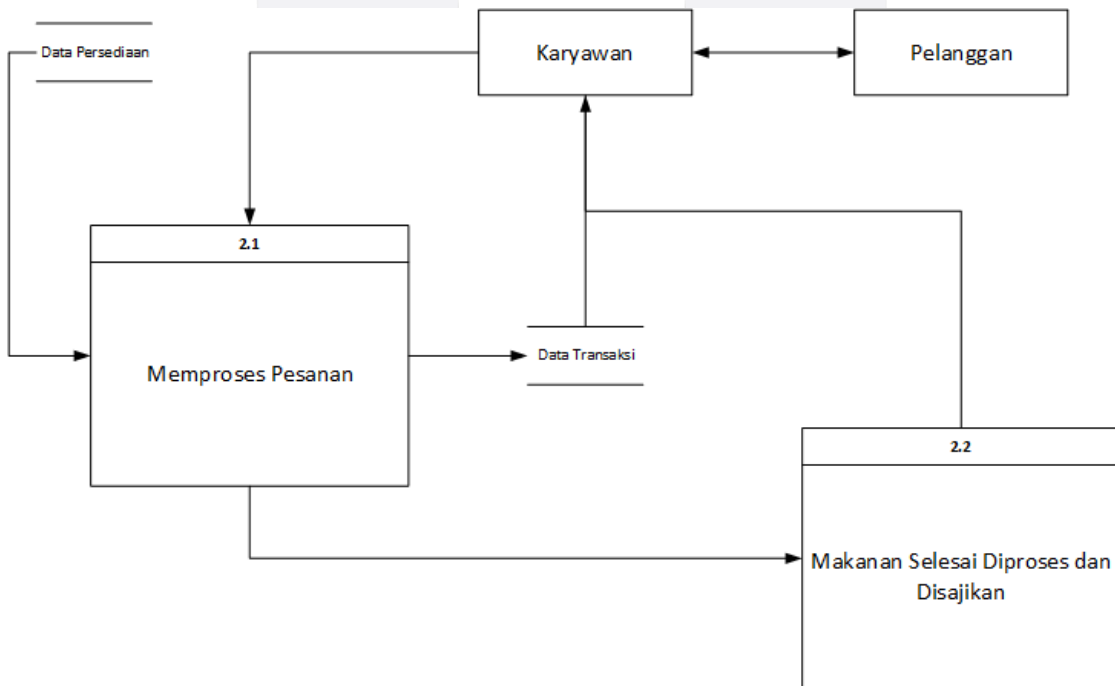 Data Persediaan
Karyawan
Pelanggan
2.1
Memproses Pesanan
Data Transaksi
2.2
Makanan Selesai Diproses dan
Disajikan